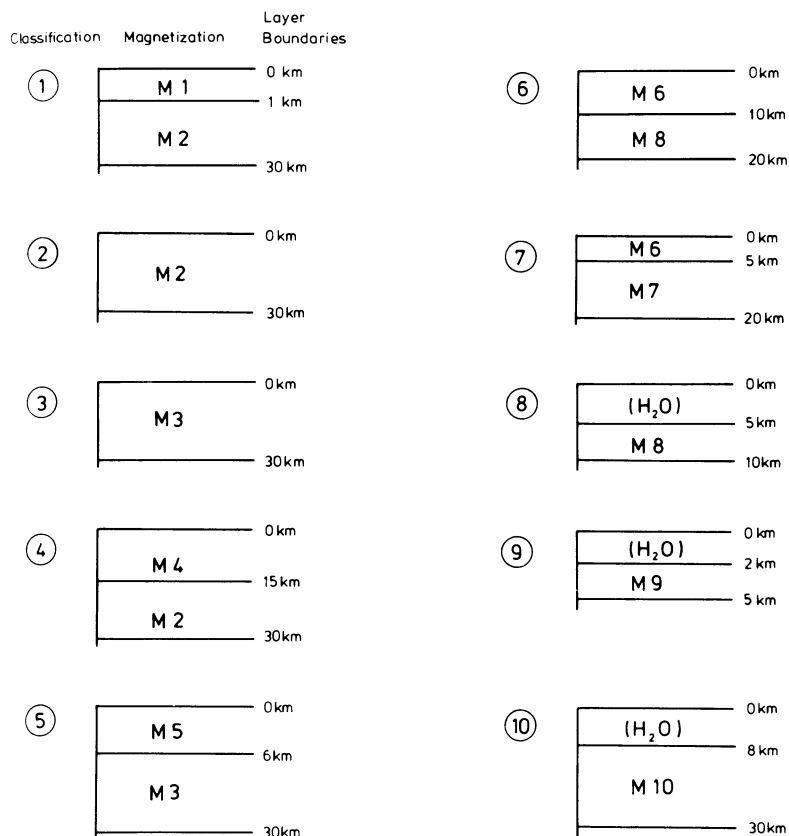 Classification Magnetization Layer Boundaries
1
M 1
0 km
1 km
M 2
30 km
2
0 km
M 2
30 km
3
0 km
M 3
30 km
4
0 km
M 4
15 km
M 2
30 km
5
0 km
M 5
6 km
M 3
30 km
6
0 km
M 6
10 km
M 8
20 km
7
0 km
M 6
5 km
M 7
20 km
8
0 km
(H₂O)
5 km
M 8
10 km
9
0 km
(H₂O)
2 km
M 9
5 km
10
0 km
(H₂O)
8 km
M 10
30 km